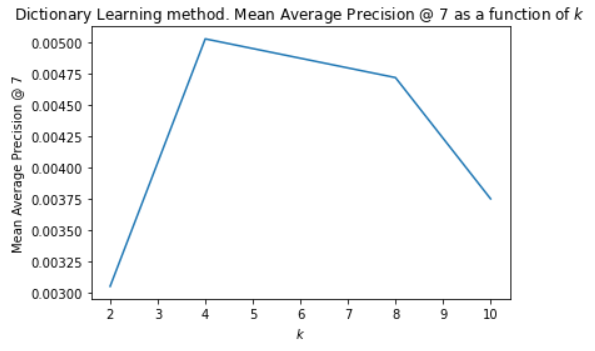 Dictionary Learning method. Mean Average Precision @ 7 as a function of k
Mean Average Precision @ 7
0.00500
0.00475
0.00450
0.00425
0.00400
0.00375
0.00350
0.00325
0.00300
2 3 4 5 6 7 8 9 10
k